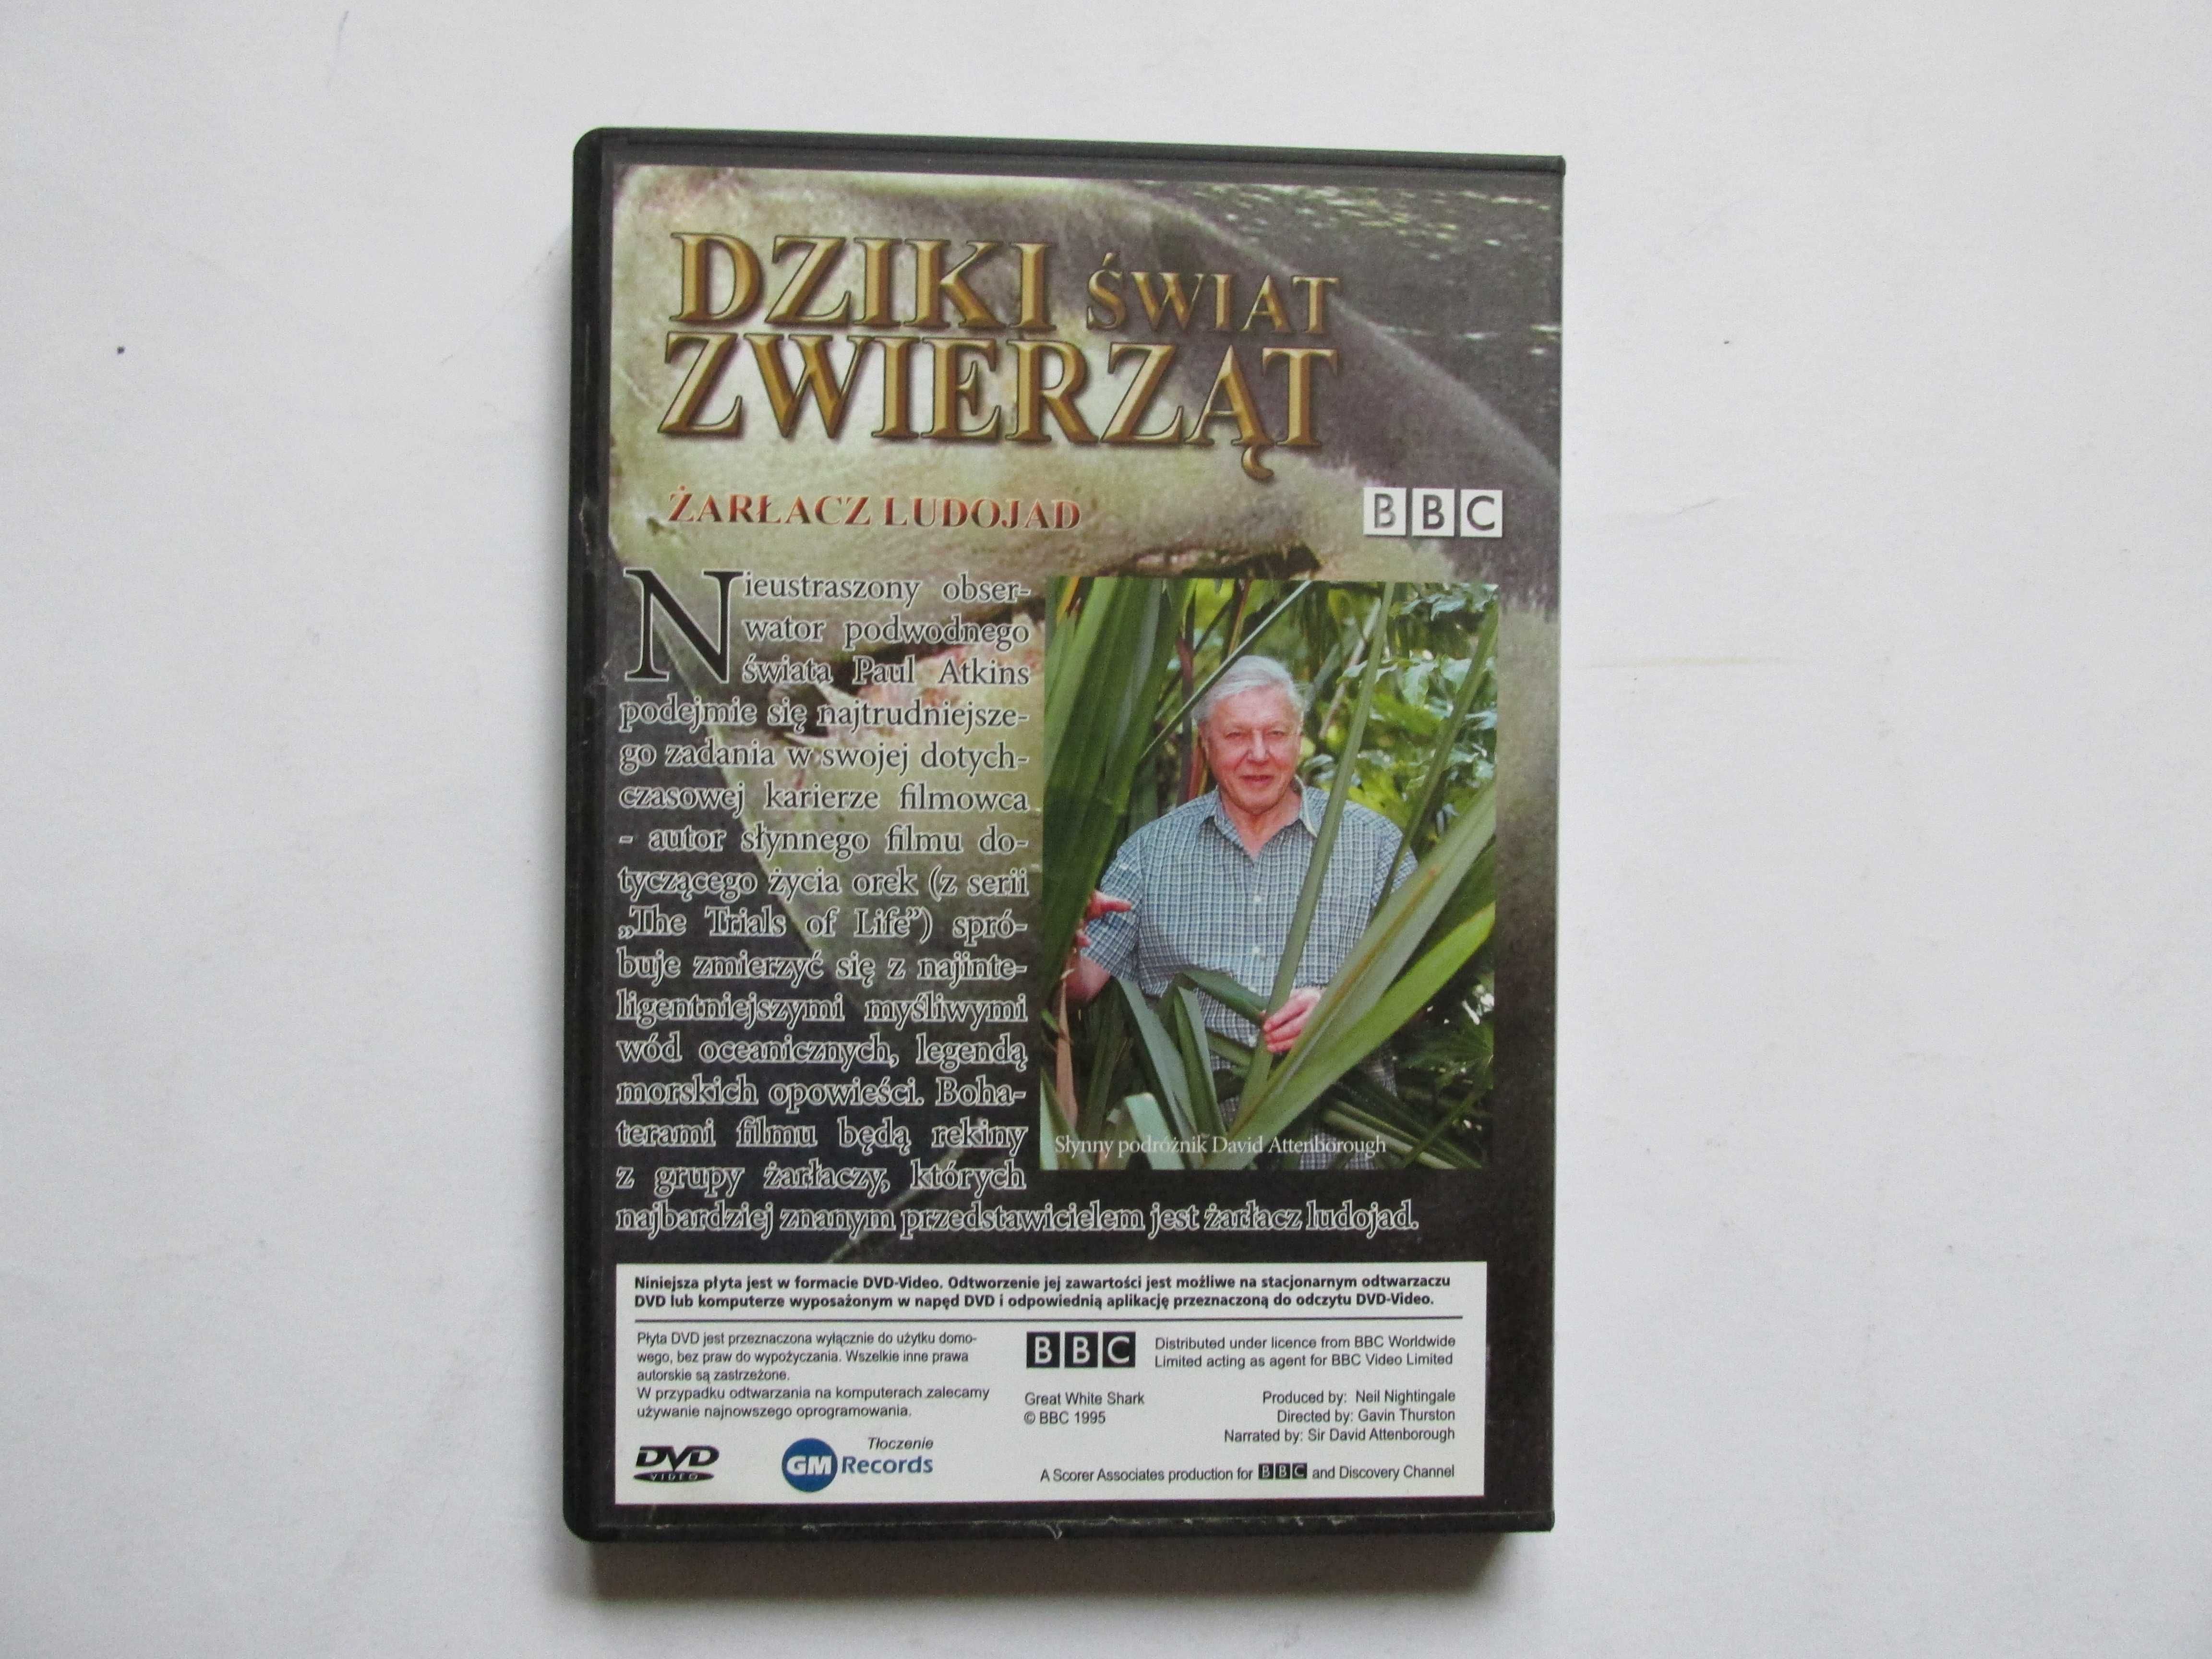 DZIKI ŚWIAT
ZWIERZĄT
ŻARŁACZ LUDOJAD
BBC
Nieustraszony obser-
wator podwodnego
świata Paul Atkins
podejmie się najtrudniejsze-
go zadania w swojej dotych-
czasowej karierze filmowca
- autor słynnego filmu do-
tyczącego życia orek (z serii
„The Trials of Life”) spró-
buje zmierzyć się z najinte-
ligentniejszymi myśliwymi
wód oceanicznych, legendą
morskich opowieści. Boha-
terami filmu będą rekiny
z grupy żarłaczy, których
najbardziej znanym przedstawicielem jest żarłacz ludojad.
Słynny podróżnik David Attenborough
Niniejsza płyta jest w formacie DVD-Video. Odtworzenie jej zawartości jest możliwe na stacjonarnym odtwarzaczu
DVD lub komputerze wyposażonym w napęd DVD i odpowiednią aplikację przeznaczoną do odczytu DVD-Video.
Płyta DVD jest przeznaczona wyłącznie do użytku domo-
wego, bez praw do wypożyczania. Wszelkie inne prawa
autorskie są zastrzeżone.
W przypadku odtwarzania na komputerach zalecamy
używanie najnowszego oprogramowania.
DVD
VIDEO
Tłoczenie
GM Records
BBC
Distributed under licence from BBC Worldwide
Limited acting as agent for BBC Video Limited
Great White Shark
© BBC 1995
Produced by: Neil Nightingale
Directed by: Gavin Thurston
Narrated by: Sir David Attenborough
A Scorer Associates production for BBC and Discovery Channel